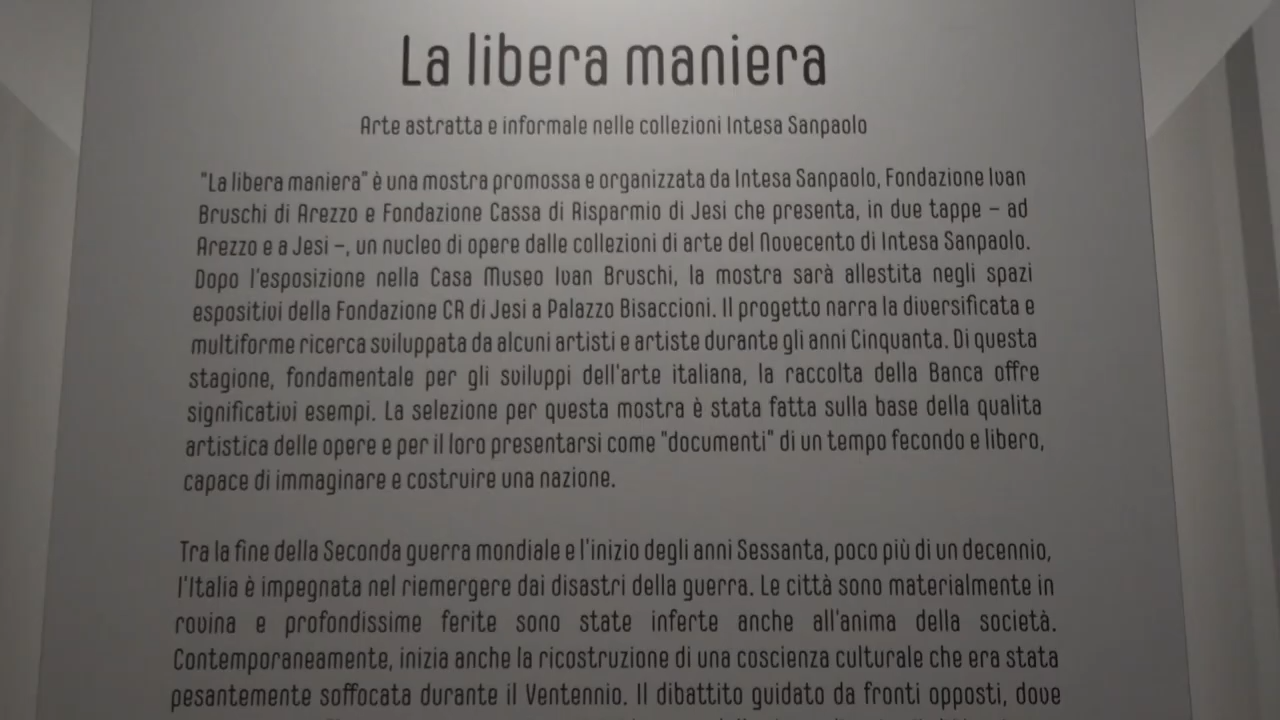 La libera maniera
Arte astratta e informale nelle collezioni Intesa Sanpaolo
"La libera maniera" è una mostra promossa e organizzata da Intesa Sanpaolo, Fondazione Ivan
Bruschi di Arezzo e Fondazione Cassa di Risparmio di Jesi che presenta, in due tappe – ad
Arezzo e a Jesi –, un nucleo di opere dalle collezioni di arte del Novecento di Intesa Sanpaolo.
Dopo l'esposizione nella Casa Museo Ivan Bruschi, la mostra sarà allestita negli spazi
espositivi della Fondazione CR di Jesi a Palazzo Bisaccioni. Il progetto narra la diversificata e
multiforme ricerca sviluppata da alcuni artisti e artiste durante gli anni Cinquanta. Di questa
stagione, fondamentale per gli sviluppi dell'arte italiana, la raccolta della Banca offre
significativi esempi. La selezione per questa mostra è stata fatta sulla base della qualita
artistica delle opere e per il loro presentarsi come "documenti" di un tempo fecondo e libero,
capace di immaginare e costruire una nazione.
Tra la fine della Seconda guerra mondiale e l'inizio degli anni Sessanta, poco più di un decennio,
l'Italia è impegnata nel riemergere dai disastri della guerra. Le città sono materialmente in
rovina e profondissime ferite sono state inferte anche all'anima della società.
Contemporaneamente, inizia anche la ricostruzione di una coscienza culturale che era stata
pesantemente soffocata durante il Ventennio. Il dibattito guidato da fronti opposti, dove